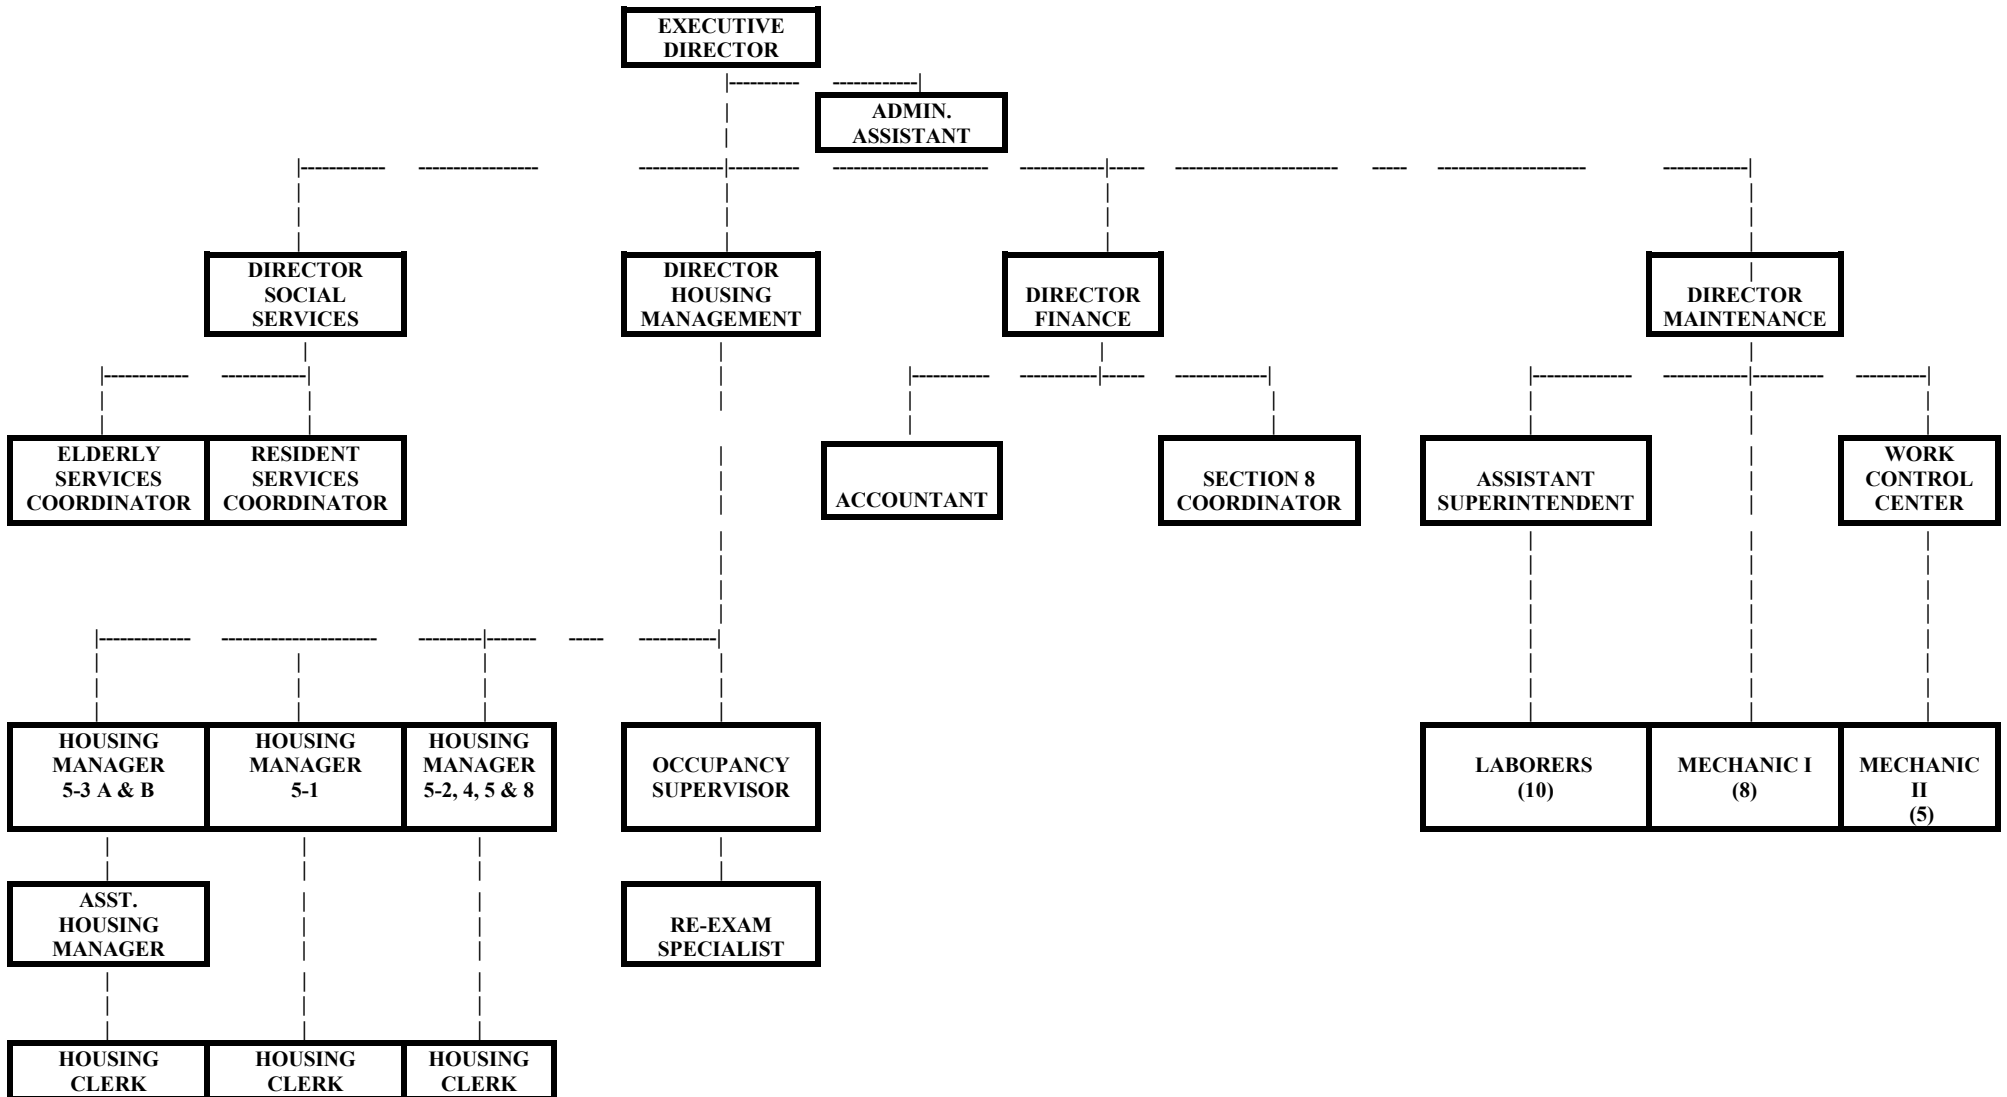 EXECUTIVE
DIRECTOR
ADMIN.
ASSISTANT
DIRECTOR
SOCIAL
SERVICES
DIRECTOR
HOUSING
MANAGEMENT
DIRECTOR
FINANCE
DIRECTOR
MAINTENANCE
ELDERLY
SERVICES
COORDINATOR
RESIDENT
SERVICES
COORDINATOR
ACCOUNTANT
SECTION 8
COORDINATOR
ASSISTANT
SUPERINTENDENT
WORK
CONTROL
CENTER
HOUSING
MANAGER
5-3 A & B
HOUSING
MANAGER
5-1
HOUSING
MANAGER
5-2, 4, 5 & 8
OCCUPANCY
SUPERVISOR
LABORERS
(10)
MECHANIC I
(8)
MECHANIC
II
(5)
ASST.
HOUSING
MANAGER
RE-EXAM
SPECIALIST
HOUSING
CLERK
HOUSING
CLERK
HOUSING
CLERK